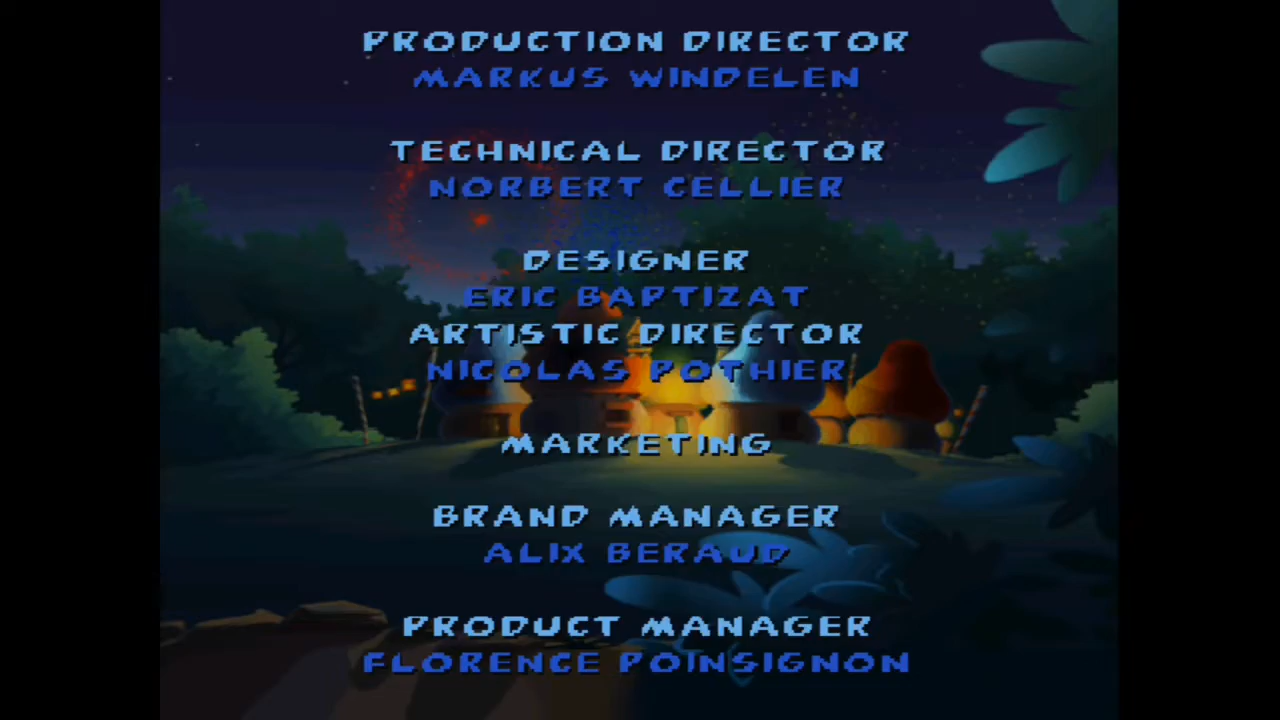 PRODUCTION DIRECTOR
MARKUS WINDELEN
TECHNICAL DIRECTOR
NORBERT CELLIER
DESIGNER
ERIC BAPTIZAT
ARTISTIC DIRECTOR
NICOLAS POTHIER
MARKETING
BRAND MANAGER
ALIX BERAUD
PRODUCT MANAGER
FLORENCE POINSIGNON